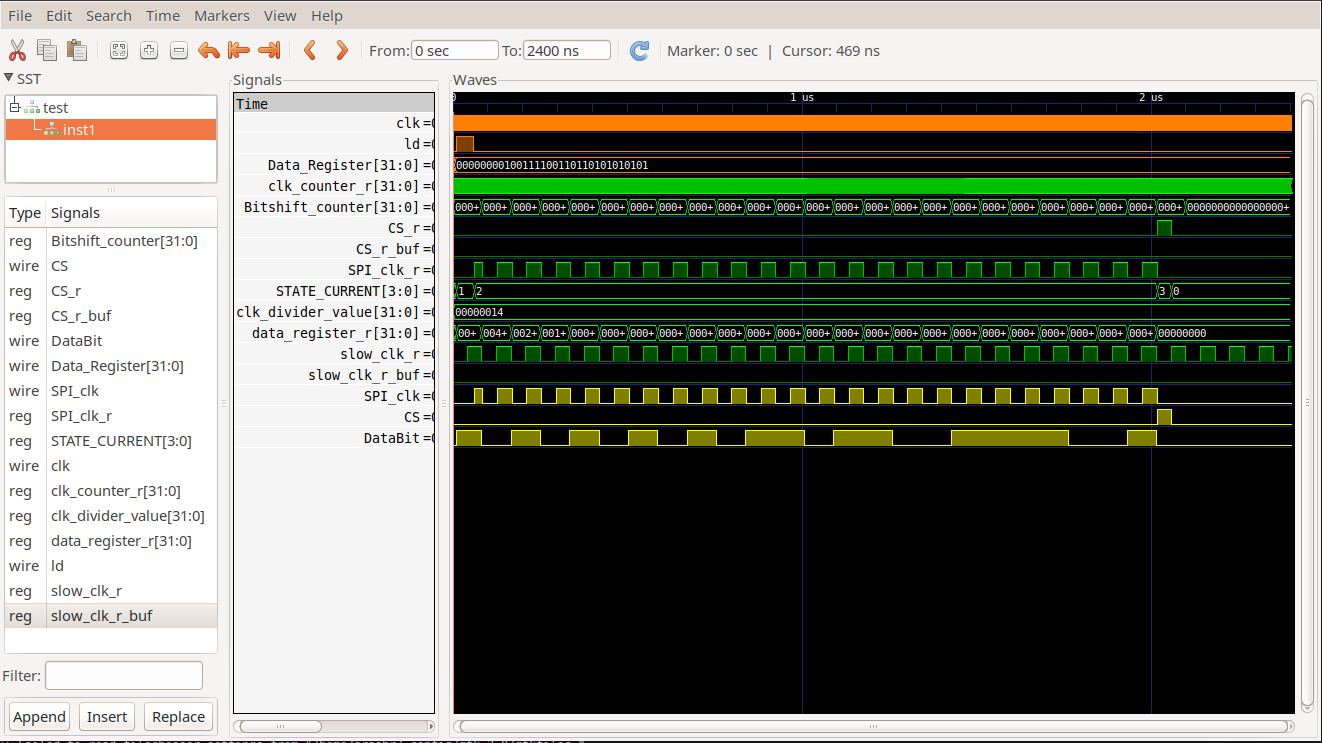 File Edit Search Time Markers View Help
From: 0 sec To: 2400 ns Marker: 0 sec | Cursor: 469 ns
SST
test
inst1
Type Signals
reg Bitshift_counter[31:0]
wire CS
reg CS_r
reg CS_r_buf
wire DataBit
wire Data_Register[31:0]
wire SPI_clk
reg SPI_clk_r
reg STATE_CURRENT[3:0]
wire clk
reg clk_counter_r[31:0]
reg clk_divider_value[31:0]
reg data_register_r[31:0]
wire ld
reg slow_clk_r
reg slow_clk_r_buf
Filter:
Append Insert Replace
Signals
Time
clk =0
ld =0
Data_Register[31:0] =0
clk_counter_r[31:0] =0
Bitshift_counter[31:0] =0
CS_r =0
CS_r_buf =0
SPI_clk_r =0
STATE_CURRENT[3:0] =0
clk_divider_value[31:0] =0
data_register_r[31:0] =0
slow_clk_r =0
slow_clk_r_buf =0
SPI_clk =0
CS =0
DataBit =0
Waves
0 1 us 2 us
00000000100111100110110101010101
000+ 000+ 000+ 000+ 000+ 000+ 000+ 000+ 000+ 000+ 000+ 000+ 000+ 000+ 000+ 000+ 000+ 000+ 000+ 000+ 000+ 000+ 000+ 000+ 000+ 0000000000000000+
1 2 3 0
00000014
00+ 004+ 002+ 001+ 000+ 000+ 000+ 000+ 000+ 000+ 000+ 000+ 000+ 000+ 000+ 000+ 000+ 000+ 000+ 000+ 000+ 000+ 000+ 000+ 00000000